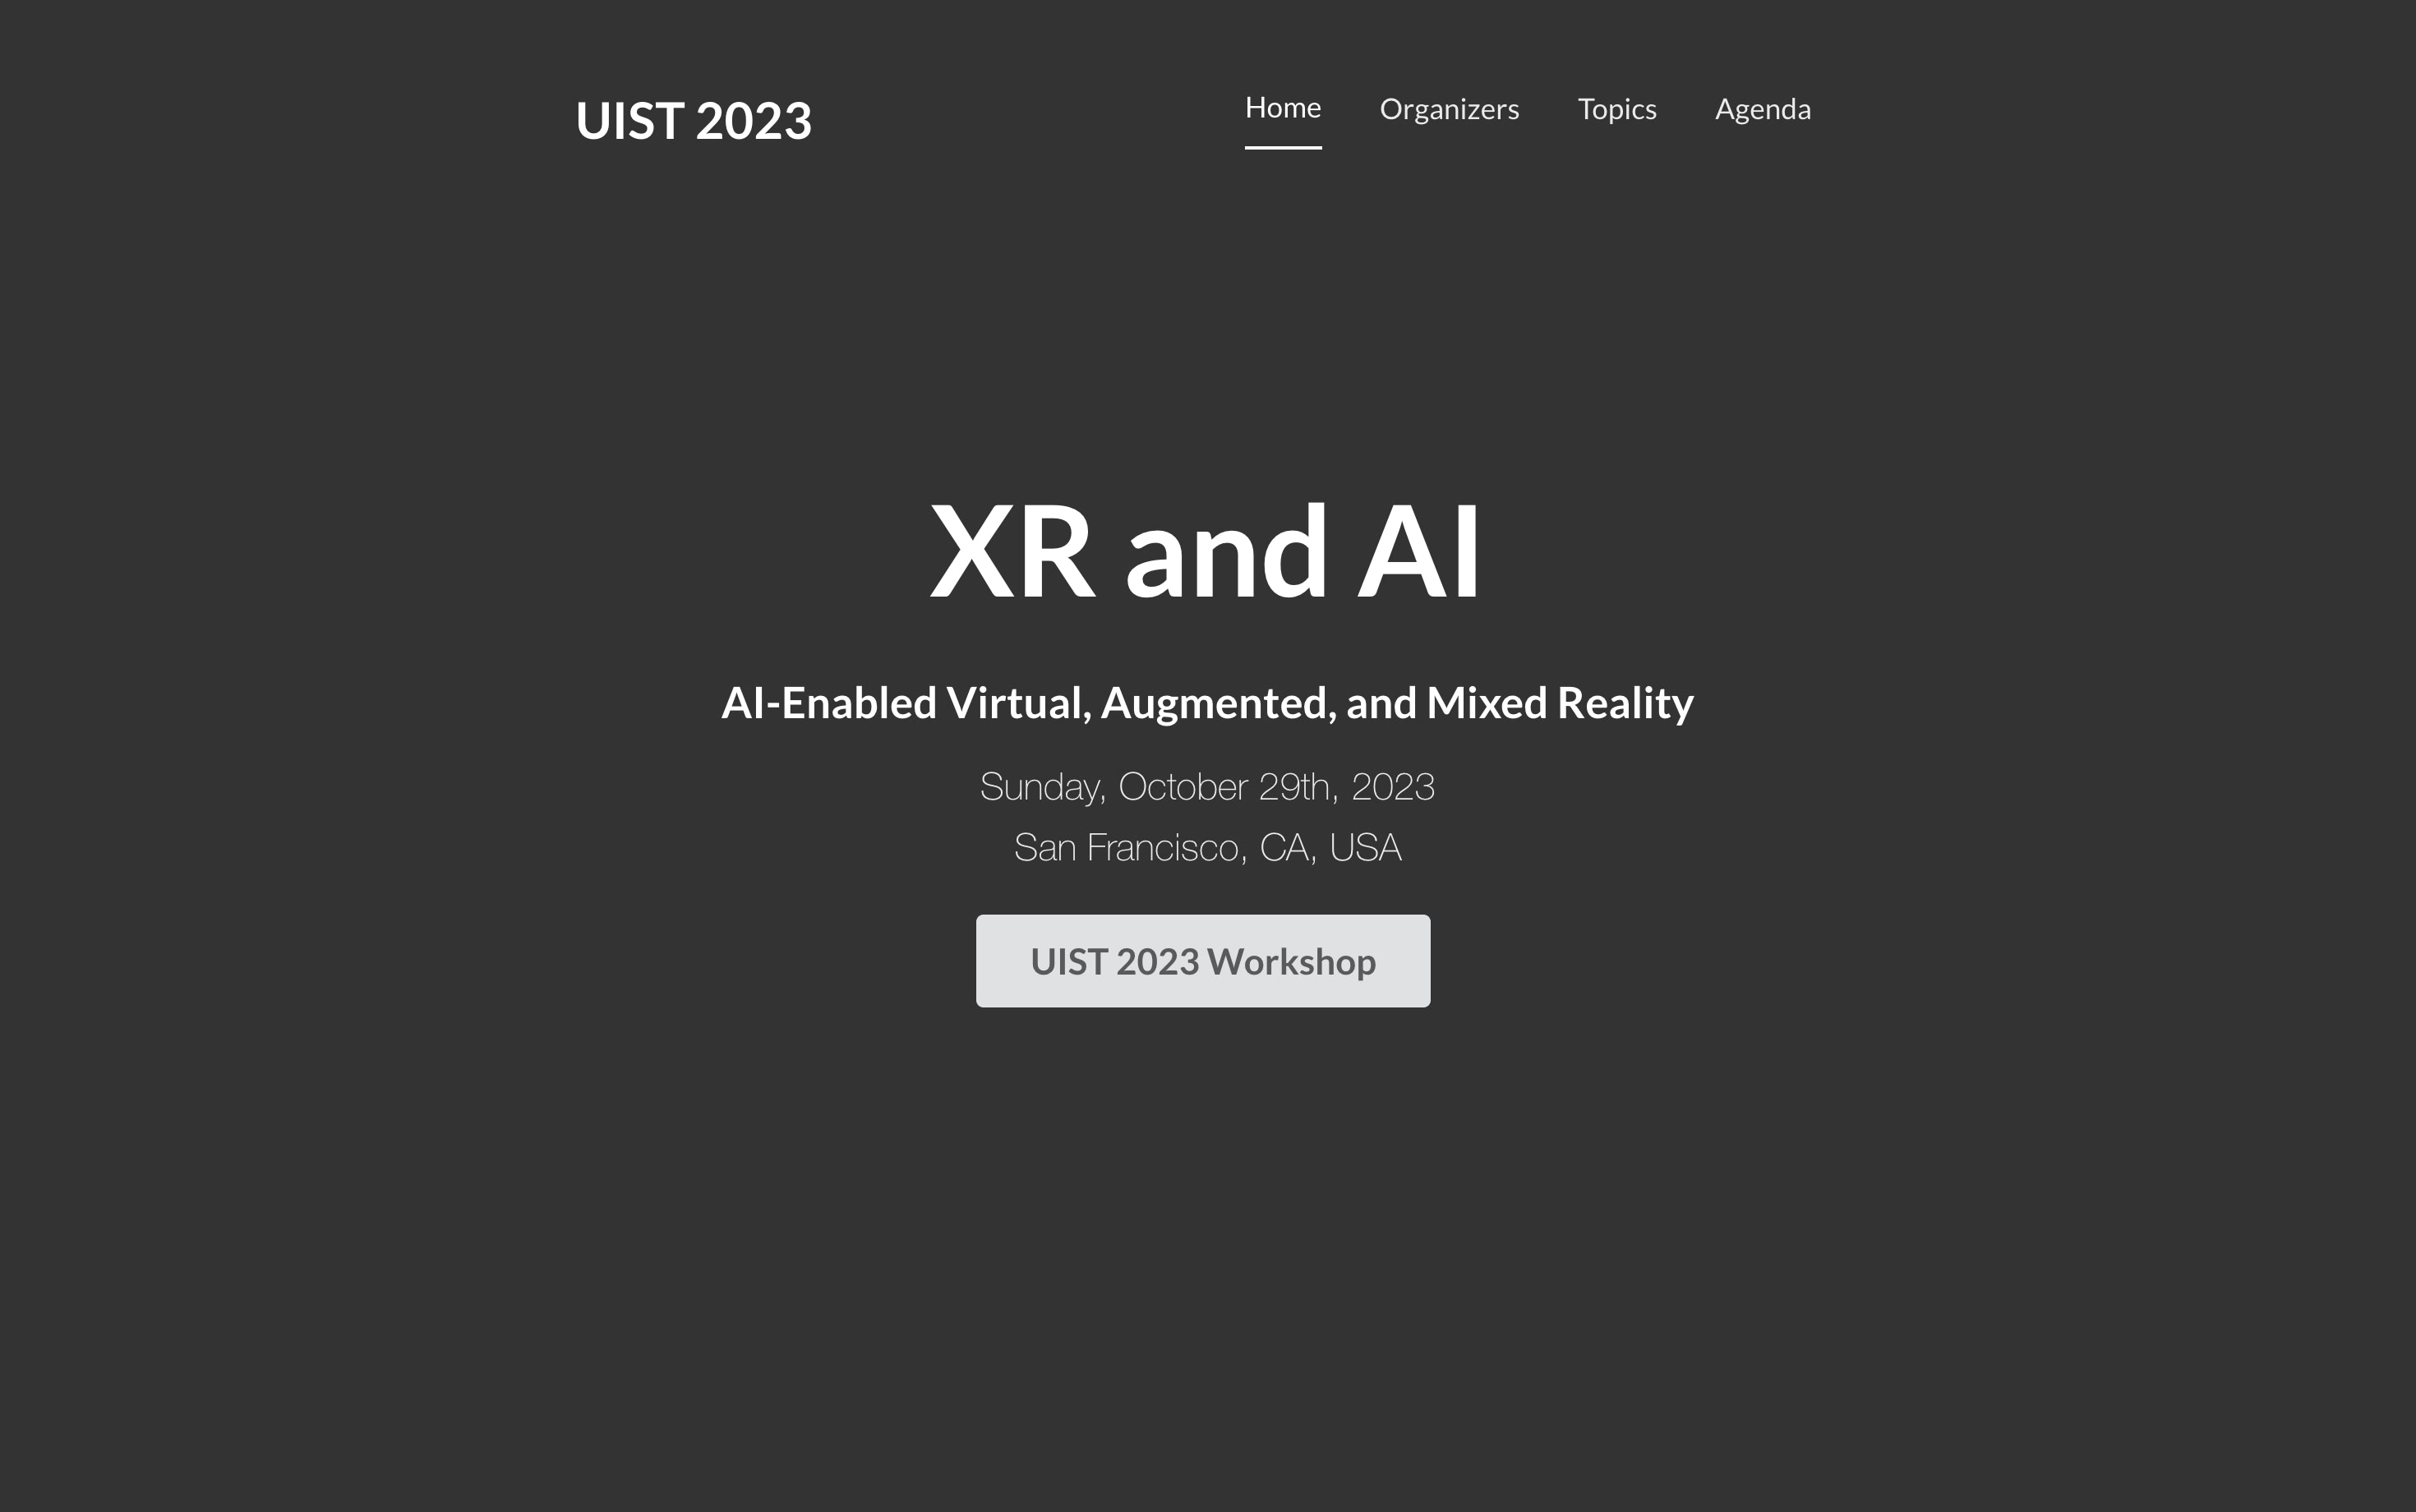 UIST 2023
Home Organizers Topics Agenda
XR and AI
AI-Enabled Virtual, Augmented, and Mixed Reality
Sunday, October 29th, 2023
San Francisco, CA, USA
UIST 2023 Workshop